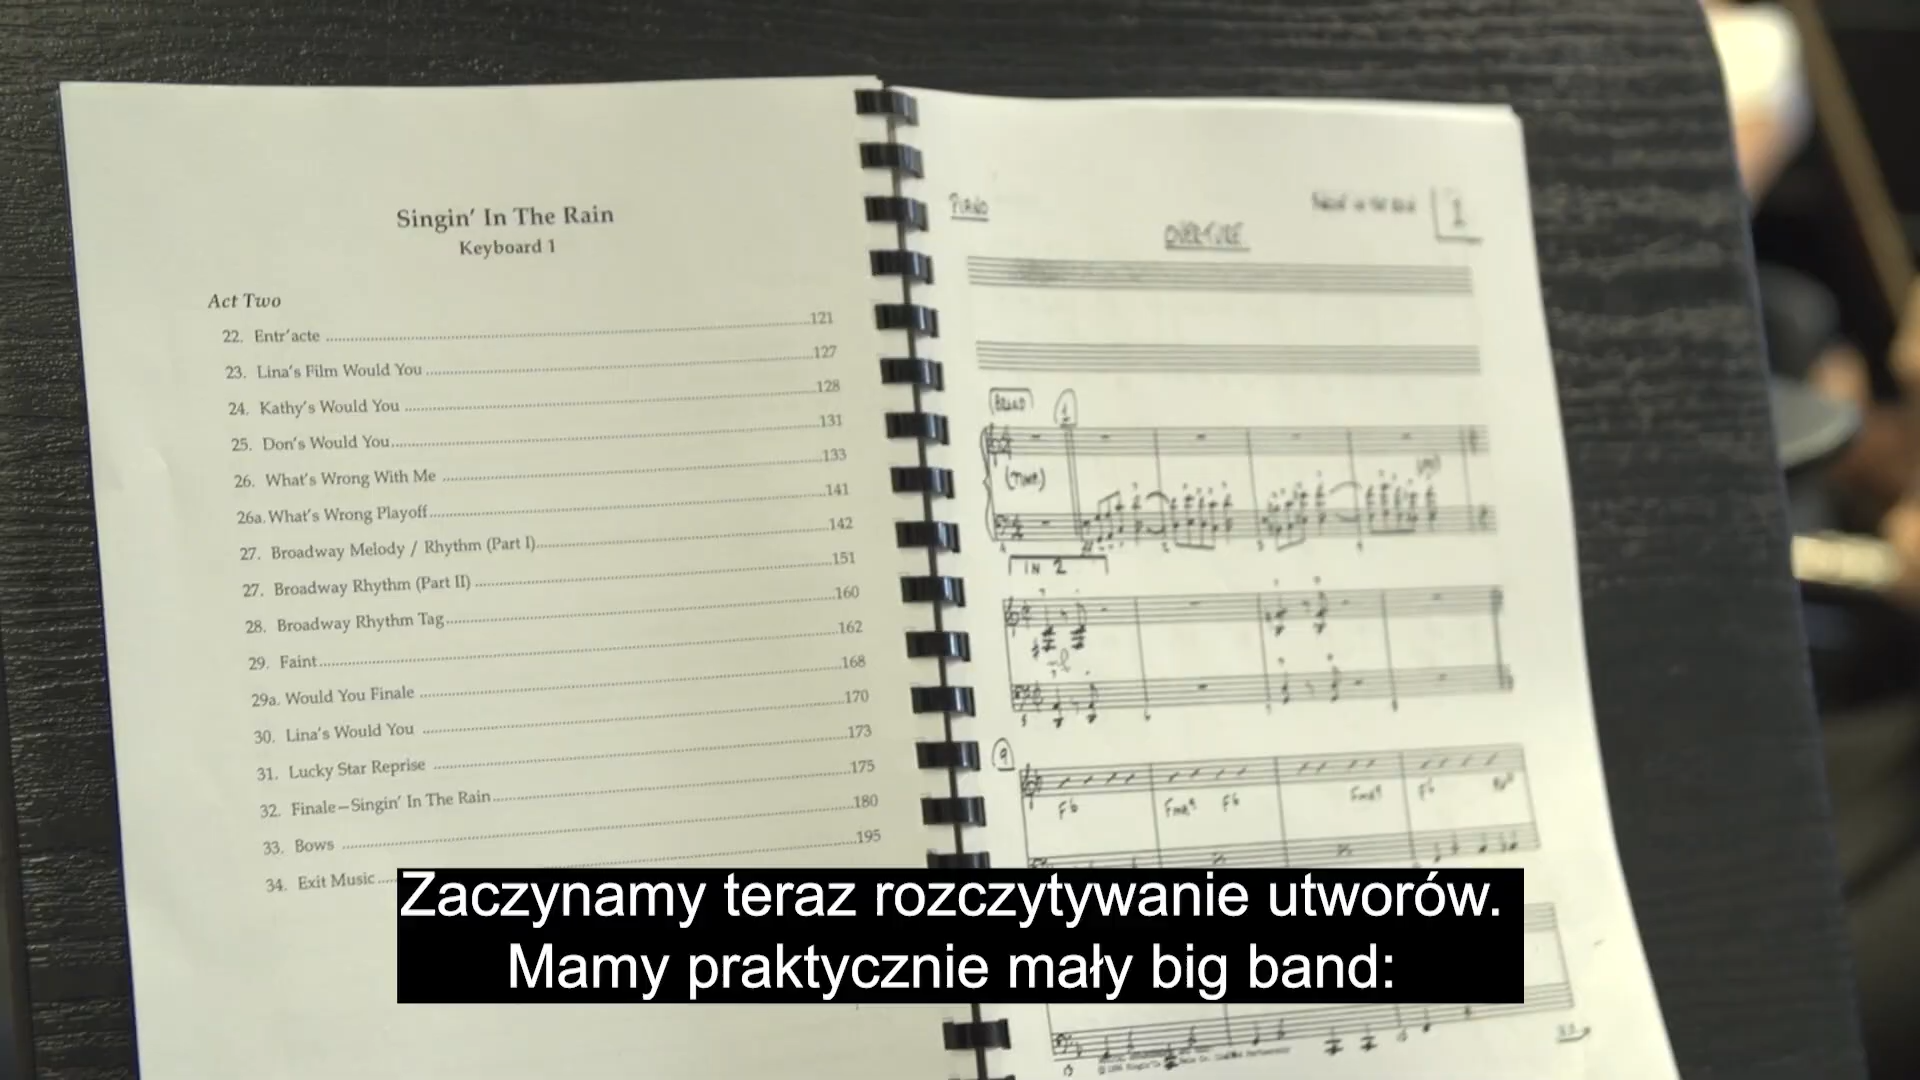 Singin' In The Rain
Keyboard 1
Act Two
22. Entr'acte ... 121
23. Lina's Film Would You ... 127
24. Kathy's Would You ... 128
25. Don's Would You ... 131
26. What's Wrong With Me ... 133
26a. What's Wrong Playoff ... 141
27. Broadway Melody / Rhythm (Part I) ... 142
27. Broadway Rhythm (Part II) ... 151
28. Broadway Rhythm Tag ... 160
29. Faint ... 162
29a. Would You Finale ... 168
30. Lina's Would You ... 170
31. Lucky Star Reprise ... 173
32. Finale—Singin' In The Rain ... 175
33. Bows ... 180
34. Exit Music ... 195
PIANO
1
OVERTURE
1
IN 2
9
F6
F6
F6
Zaczynamy teraz rozczytywanie utworów.
Mamy praktycznie mały big band: